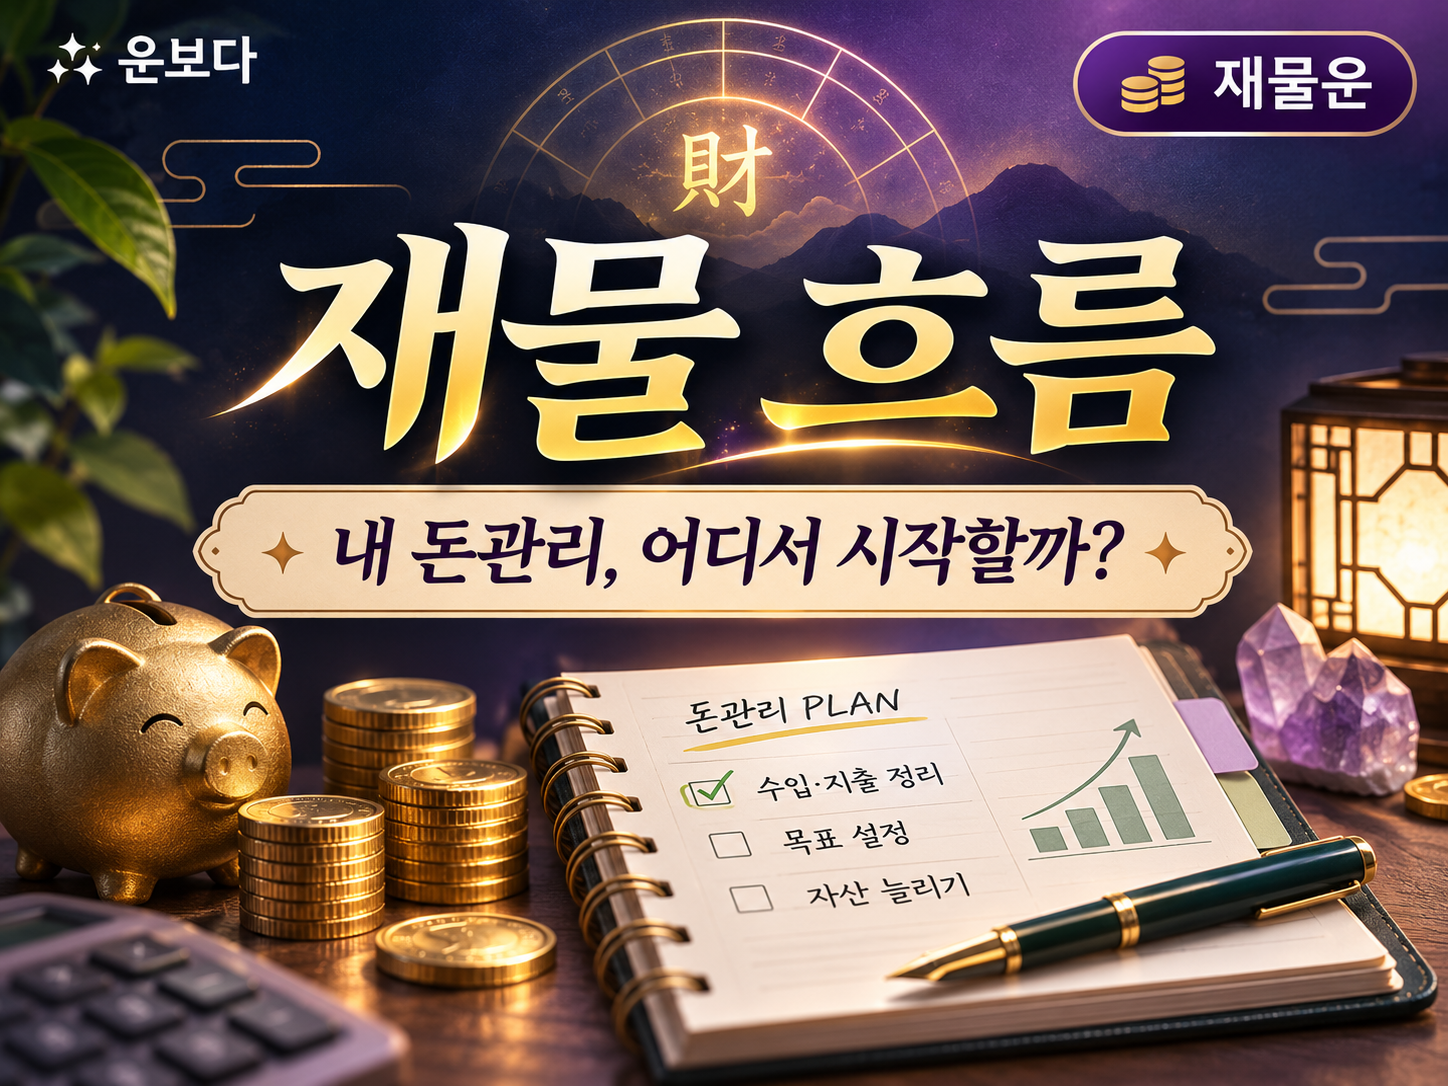 운보다
재물운
財
재물 흐름
내 돈관리, 어디서 시작할까?
돈관리 PLAN
수입·지출 정리
목표 설정
자산 늘리기